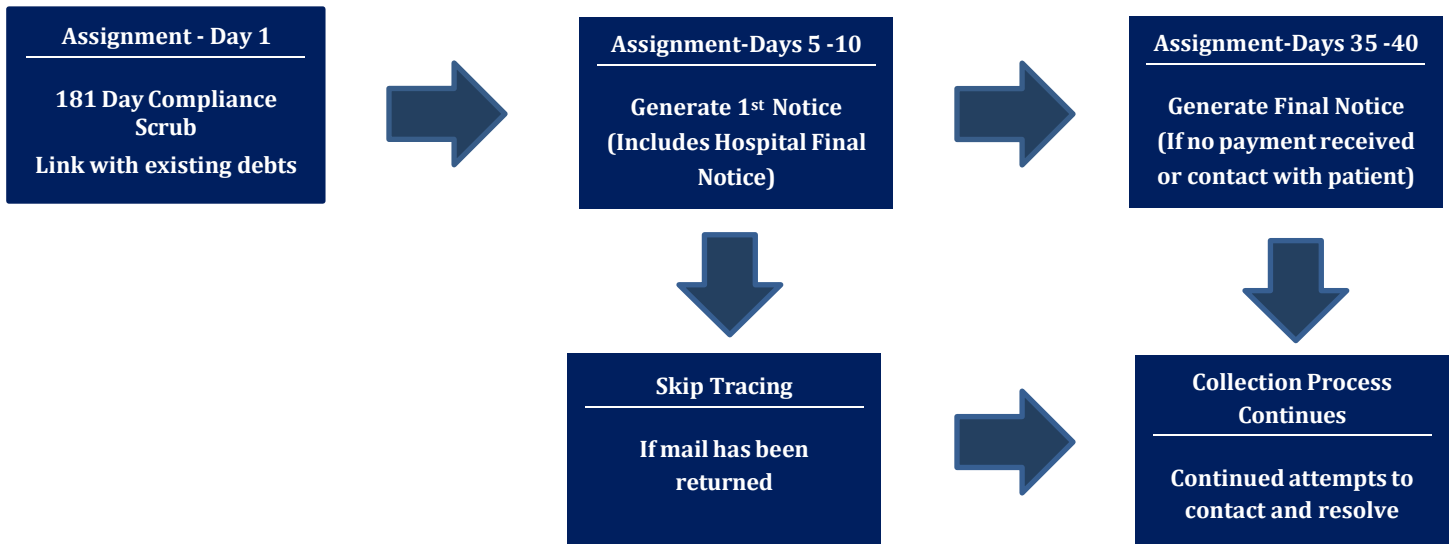 Assignment - Day 1
181 Day Compliance
Scrub
Link with existing debts
Assignment-Days 5 -10
Generate 1st Notice
(Includes Hospital Final
Notice)
Assignment-Days 35 -40
Generate Final Notice
(If no payment received
or contact with patient)
Skip Tracing
If mail has been
returned
Collection Process
Continues
Continued attempts to
contact and resolve